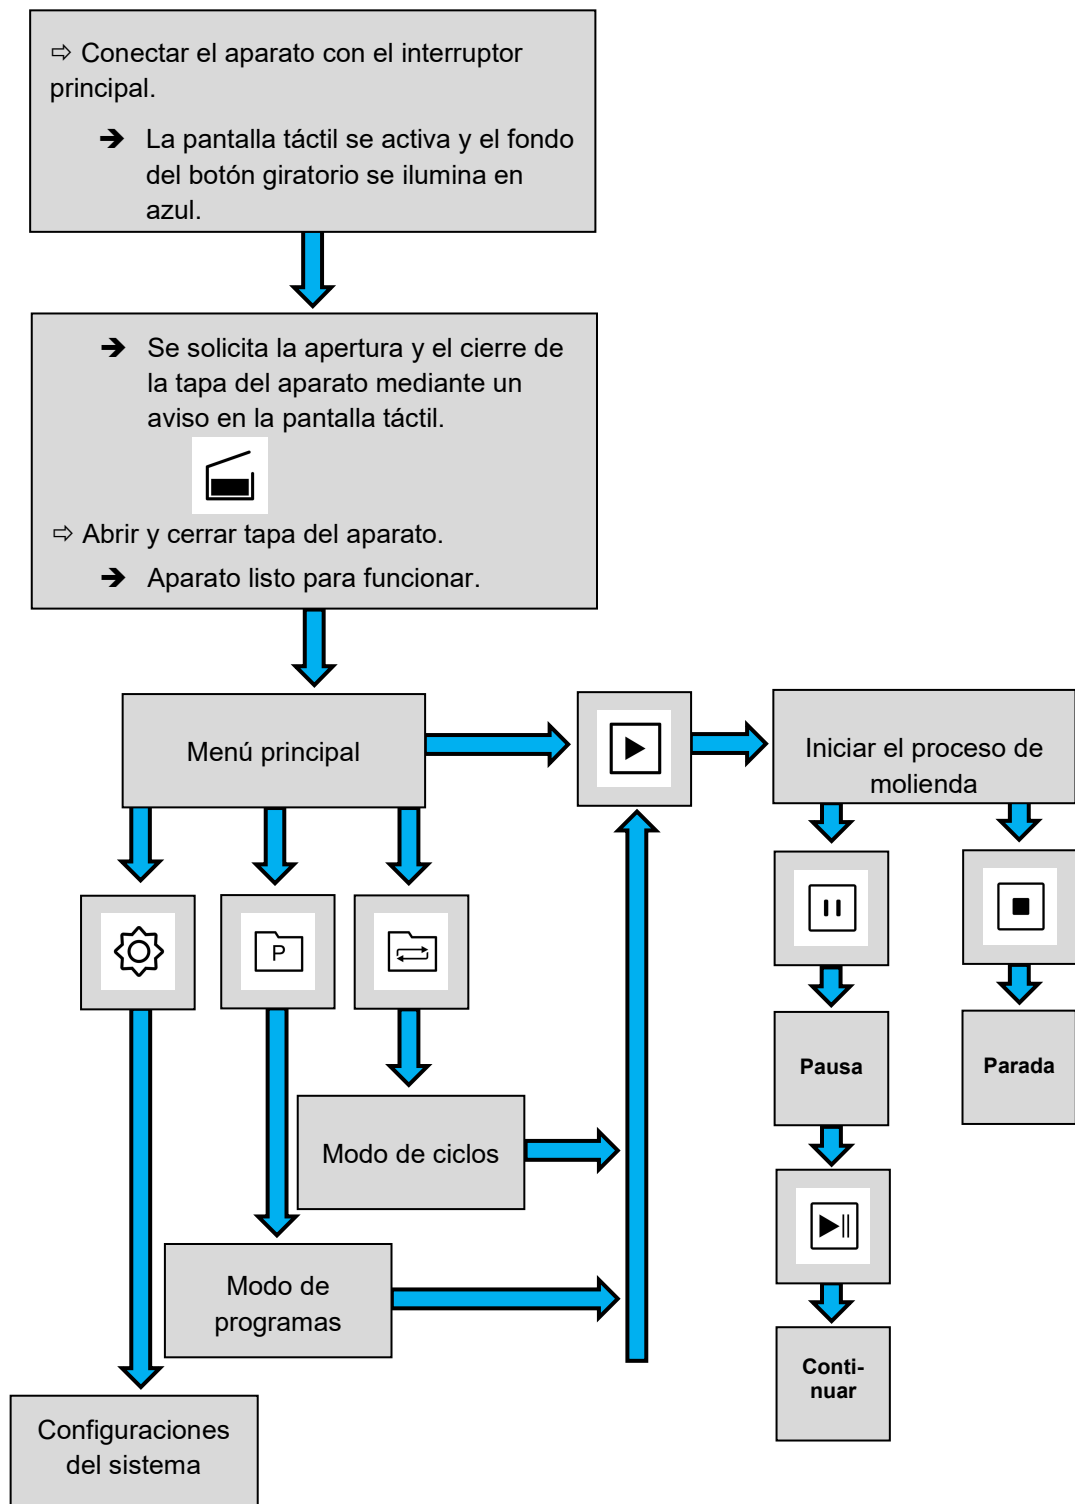 ⇨ Conectar el aparato con el interruptor
principal.
➔ La pantalla táctil se activa y el fondo
del botón giratorio se ilumina en
azul.
➔ Se solicita la apertura y el cierre de
la tapa del aparato mediante un
aviso en la pantalla táctil.
⇨ Abrir y cerrar tapa del aparato.
➔ Aparato listo para funcionar.
Menú principal
Iniciar el proceso de
molienda
P
Pausa
Parada
Modo de ciclos
Modo de
programas
Conti-
nuar
Configuraciones
del sistema